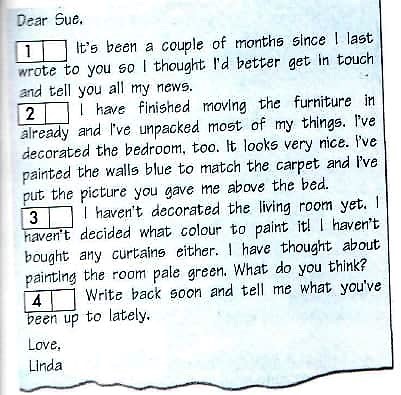 Dear Sue,
1 It's been a couple of months since I last
wrote to you so I thought I'd better get in touch
and tell you all my news.
2 I have finished moving the furniture in
already and I've unpacked most of my things. I've
decorated the bedroom, too. It looks very nice. I've
painted the walls blue to match the carpet and I've
put the picture you gave me above the bed.
3 I haven't decorated the living room yet. I
haven't decided what colour to paint it! I haven't
bought any curtains either. I have thought about
painting the room pale green. What do you think?
4 Write back soon and tell me what you've
been up to lately.
Love,
Linda